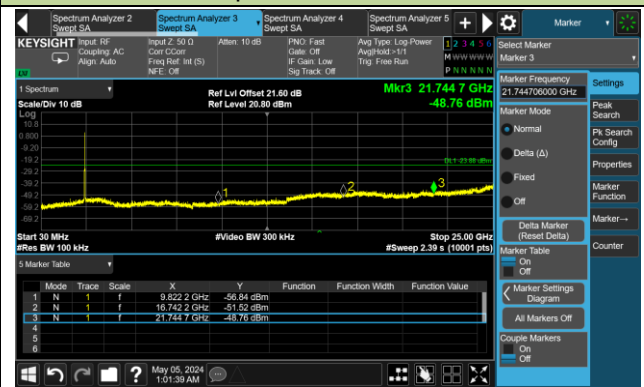 Spectrum Analyzer 2
Swept SA
Spectrum Analyzer 3
Swept SA
Spectrum Analyzer 4
Swept SA
Spectrum Analyzer 5
Swept SA
Marker
KEYSIGHT
Input: RF
Coupling: AC
Align: Auto
Input Z: 50 Ω
Corr CCorr
Freq Ref: Int (S)
NFE: Off
Atten: 10 dB
PNO: Fast
Gate: Off
IF Gain: Low
Sig Track: Off
Avg Type: Log-Power
Avg|Hold:>1/1
Trig: Free Run
1 2 3 4 5 6
M W W W W W
P N N N N N
Select Marker
Marker 3
1 Spectrum
Scale/Div 10 dB
Ref Lvl Offset 21.60 dB
Ref Level 20.80 dBm
Mkr3 21.744 7 GHz
-48.76 dBm
Log
10.8
0.800
-9.20
-19.2
-29.2
-39.2
-49.2
-59.2
-69.2
1
2
3
Start 30 MHz
#Res BW 100 kHz
#Video BW 300 kHz
Stop 25.00 GHz
#Sweep 2.39 s (10001 pts)
5 Marker Table
Mode Trace Scale X Y Function Function Width Function Value
1 N 1 f 9.822 2 GHz -56.84 dBm
2 N 1 f 16.742 2 GHz -51.52 dBm
3 N 1 f 21.744 7 GHz -48.76 dBm
4
5
6
Marker Frequency
21.744706000 GHz
Marker Mode
Normal
Delta (Δ)
Fixed
Off
Delta Marker
(Reset Delta)
Marker Table
On
Off
Marker Settings
Diagram
All Markers Off
Couple Markers
On
Off
Settings
Peak
Search
Pk Search
Config
Properties
Marker
Function
Marker→
Counter
May 05, 2024
1:01:39 AM